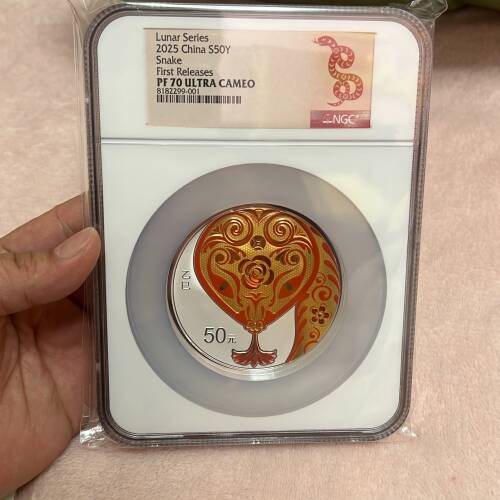 Lunar Series
2025 China S50Y
Snake
First Releases
PF 70 ULTRA CAMEO
8182299-001
NGC
乙巳
50元